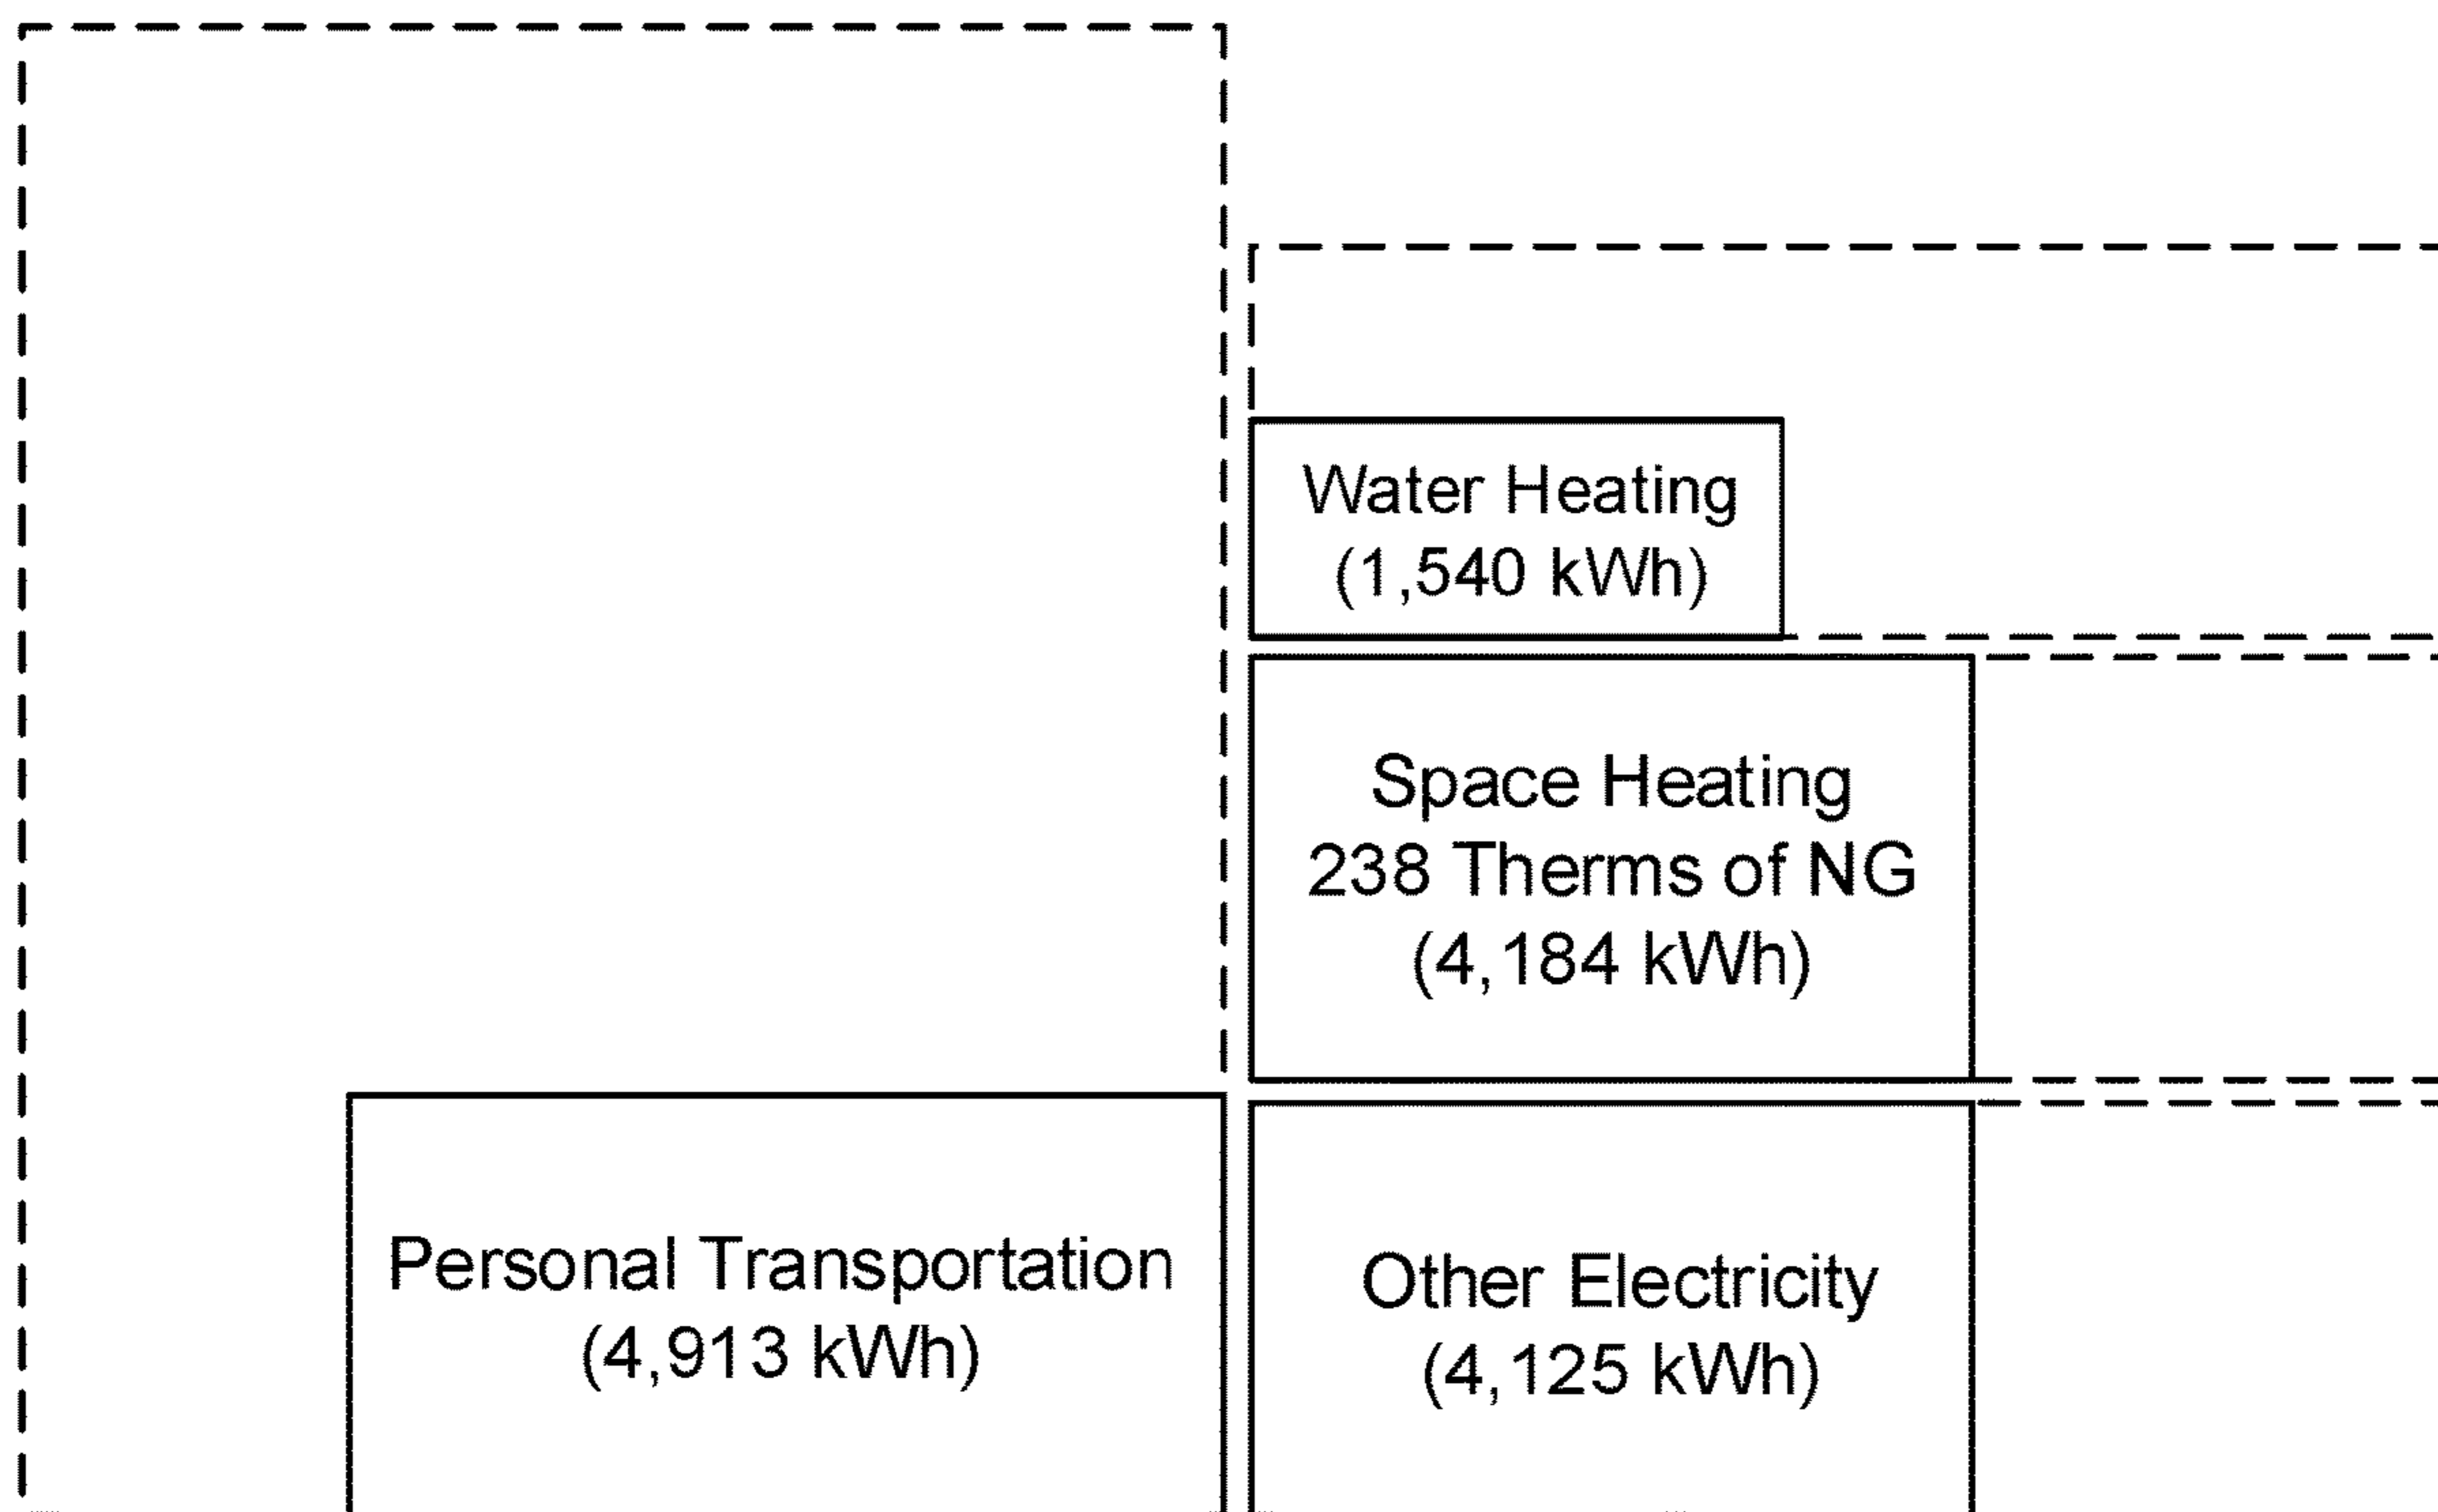 Water Heating
(1,540 kWh)
Space Heating
238 Therms of NG
(4,184 kWh)
Personal Transportation
(4,913 kWh)
Other Electricity
(4,125 kWh)